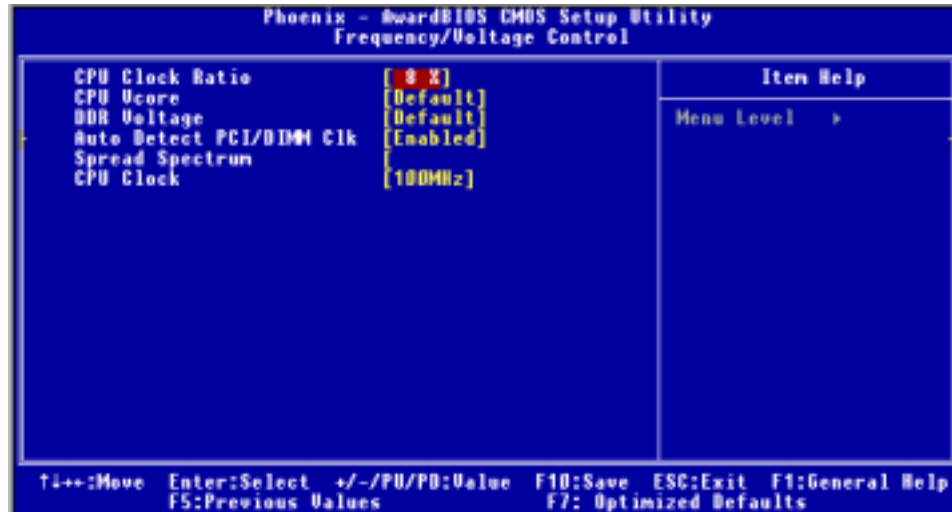 Phoenix - AwardBIOS CMOS Setup Utility
Frequency/Voltage Control
CPU Clock Ratio [ 8 X]
CPU Vcore [Default]
DDR Voltage [Default]
Auto Detect PCI/DIMM Clk [Enabled]
Spread Spectrum [
CPU Clock [100MHz]
Item Help
Menu Level ▸
↑↓→←:Move Enter:Select +/-/PU/PD:Value F10:Save ESC:Exit F1:General Help
F5:Previous Values F7: Optimized Defaults